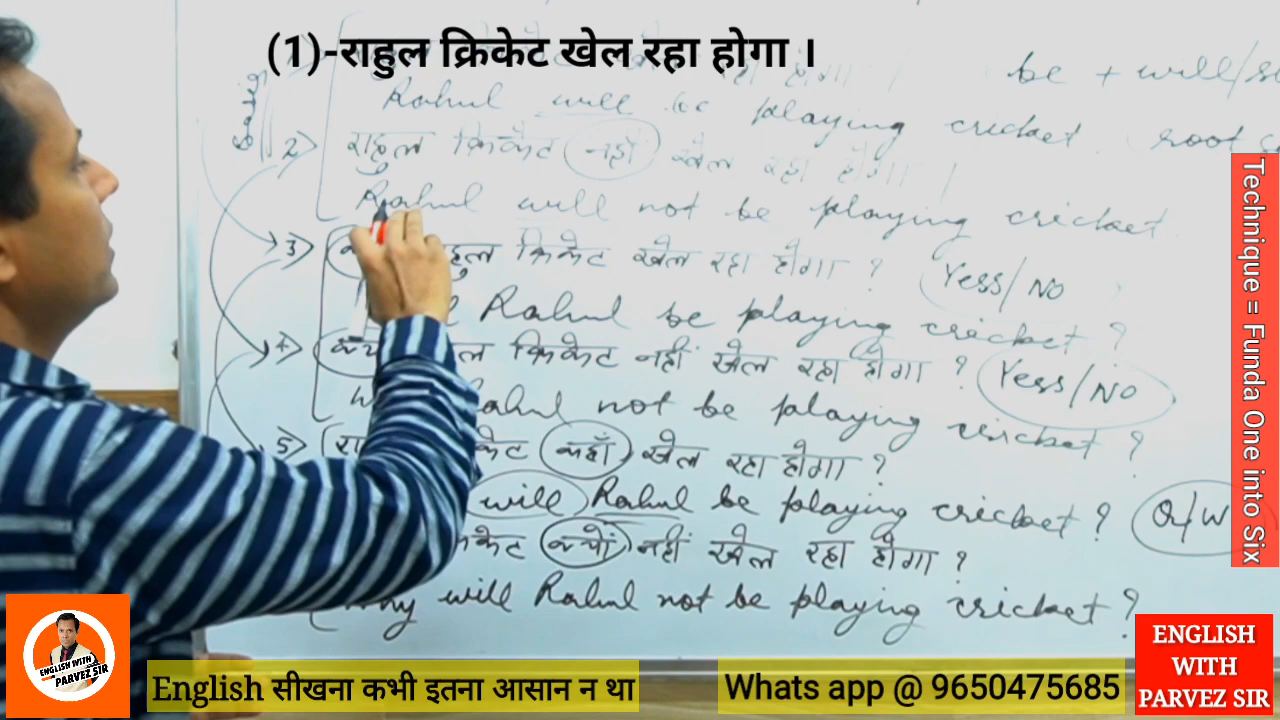 (1)-राहुल क्रिकेट खेल रहा होगा ।
होगा
be + will/
Rahul will be playing cricket. root
2> राहुल क्रिकेट नहीं खेल रहा होगा ।
Rahul will not be playing cricket.
3> राहुल क्रिकेट खेल रहा होगा ? Yess/No
Rahul be playing cricket ?
4> क्रिकेट नहीं खेल रहा होगा ? Yess/No
Rahul not be playing cricket ?
5> कहाँ खेल रहा होगा ?
will Rahul be playing cricket ? Q/W
क्यों नहीं खेल रहा होगा ?
Why will Rahul not be playing cricket ?
Technique = Funda One into Six
ENGLISH WITH PARVEZ SIR
English सीखना कभी इतना आसान न था
Whats app @ 9650475685
ENGLISH
WITH
PARVEZ SIR